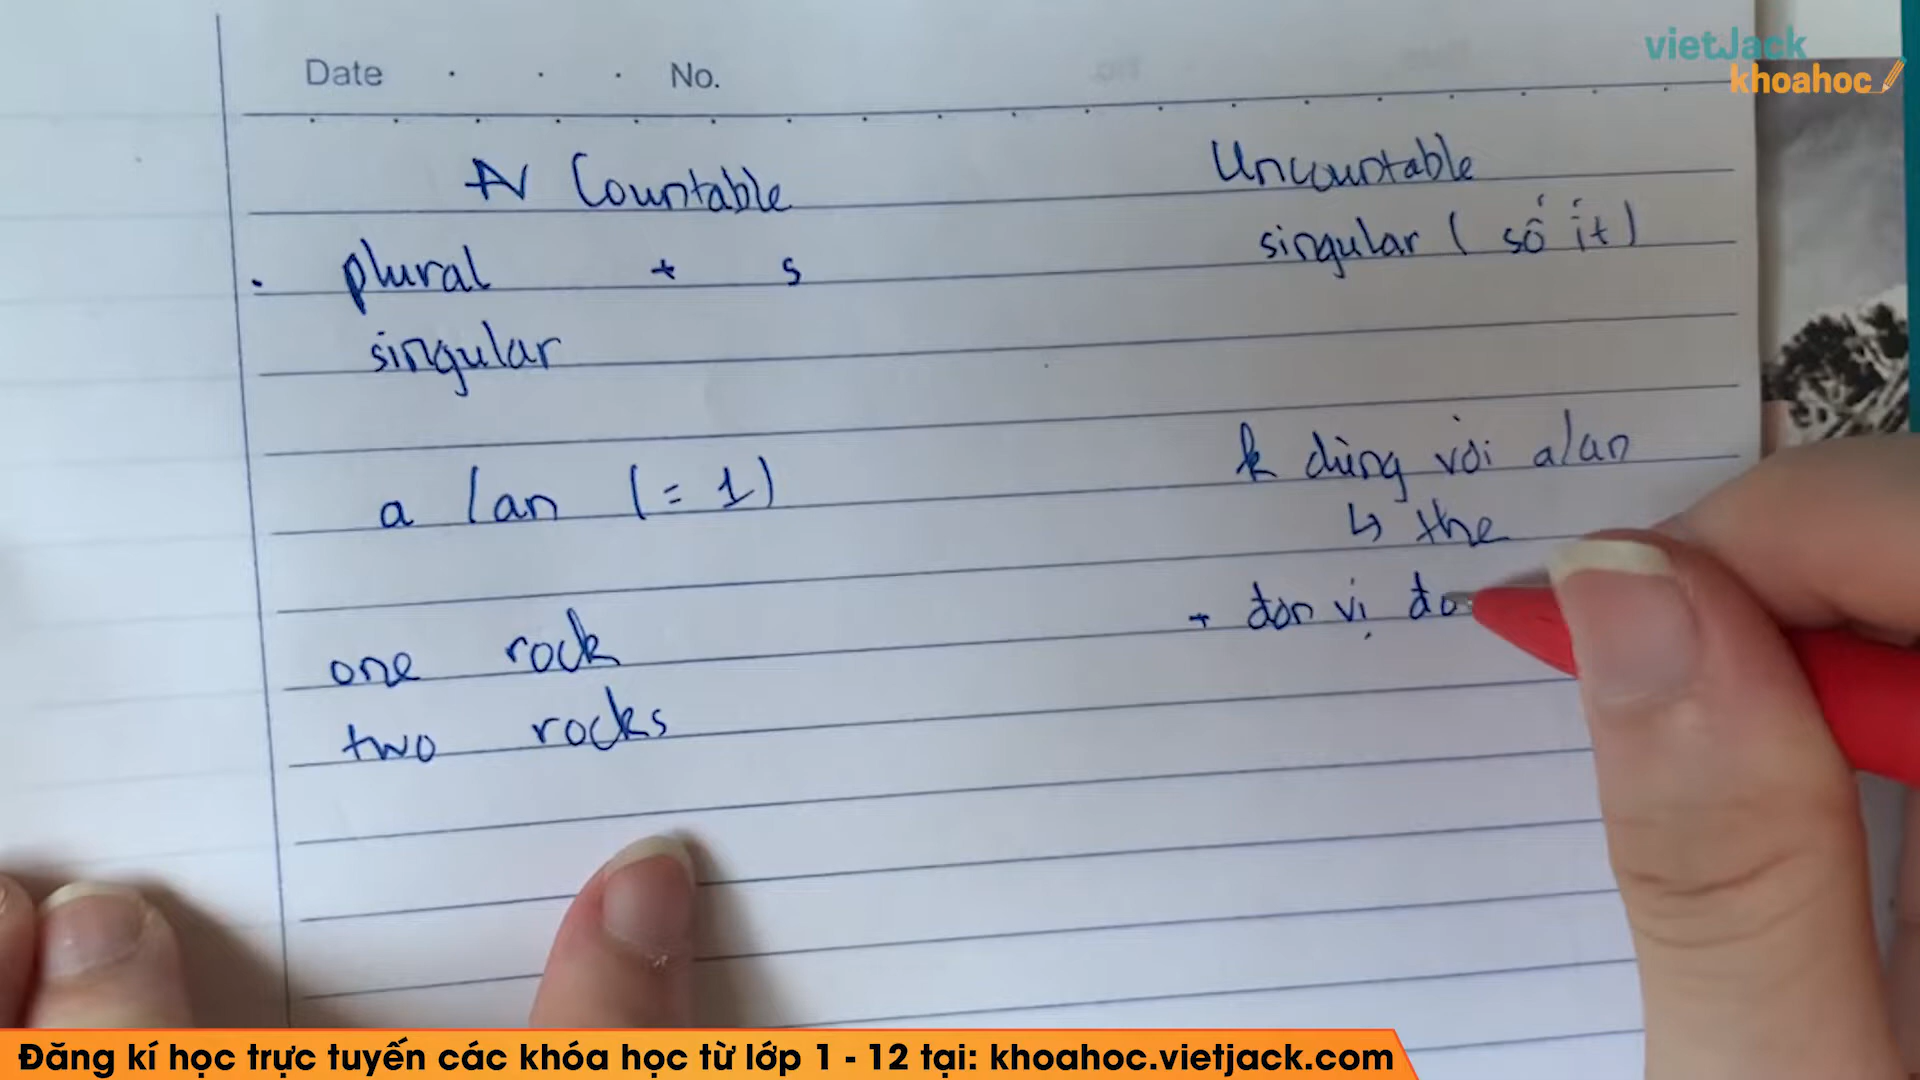 vietJack
khoahoc
Date . . . No.
N Countable
Uncountable
. plural + s
singular (số ít)
singular
a / an (= 1)
k dùng với a/an
↳ the
+ đơn vị đo
one rock
two rocks
Đăng kí học trực tuyến các khóa học từ lớp 1 - 12 tại: khoahoc.vietjack.com